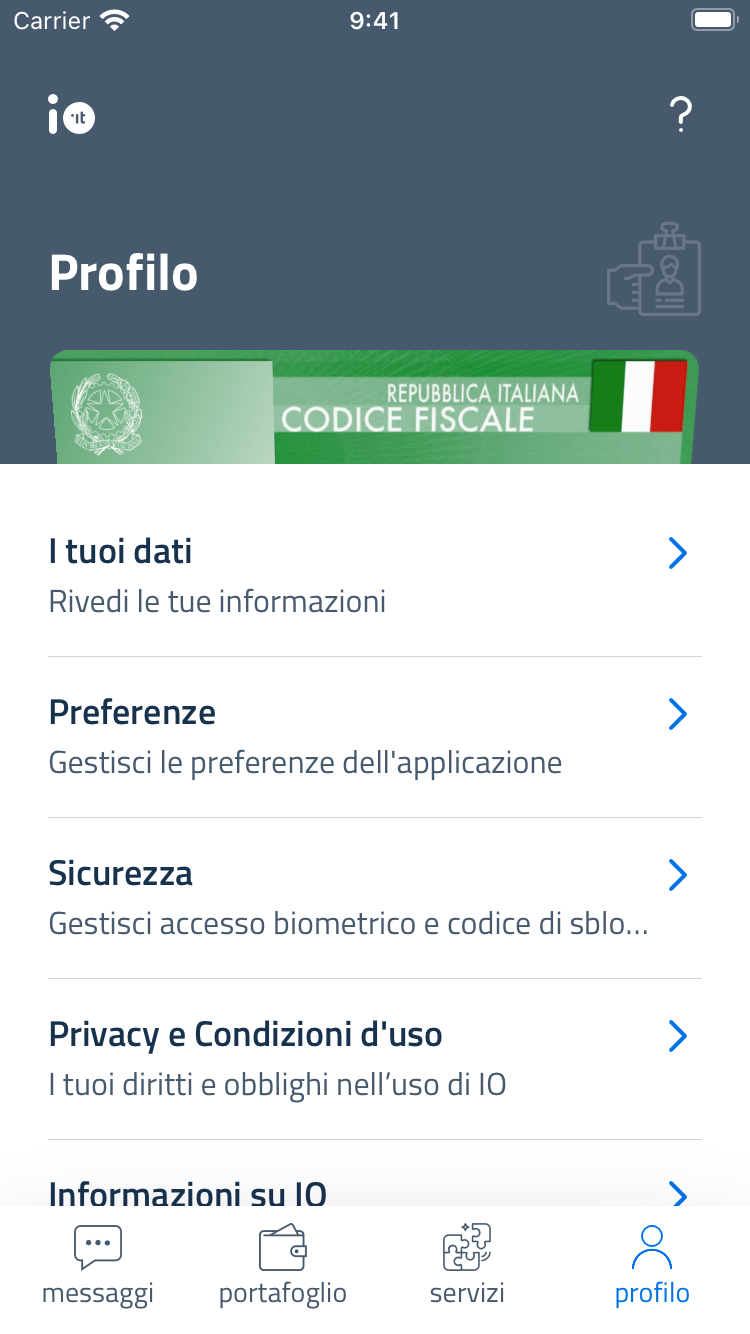 Carrier
9:41
io it
?
Profilo
REPUBBLICA ITALIANA
CODICE FISCALE
I tuoi dati
Rivedi le tue informazioni
Preferenze
Gestisci le preferenze dell'applicazione
Sicurezza
Gestisci accesso biometrico e codice di sblo...
Privacy e Condizioni d'uso
I tuoi diritti e obblighi nell’uso di IO
Informazioni su IO
messaggi
portafoglio
servizi
profilo